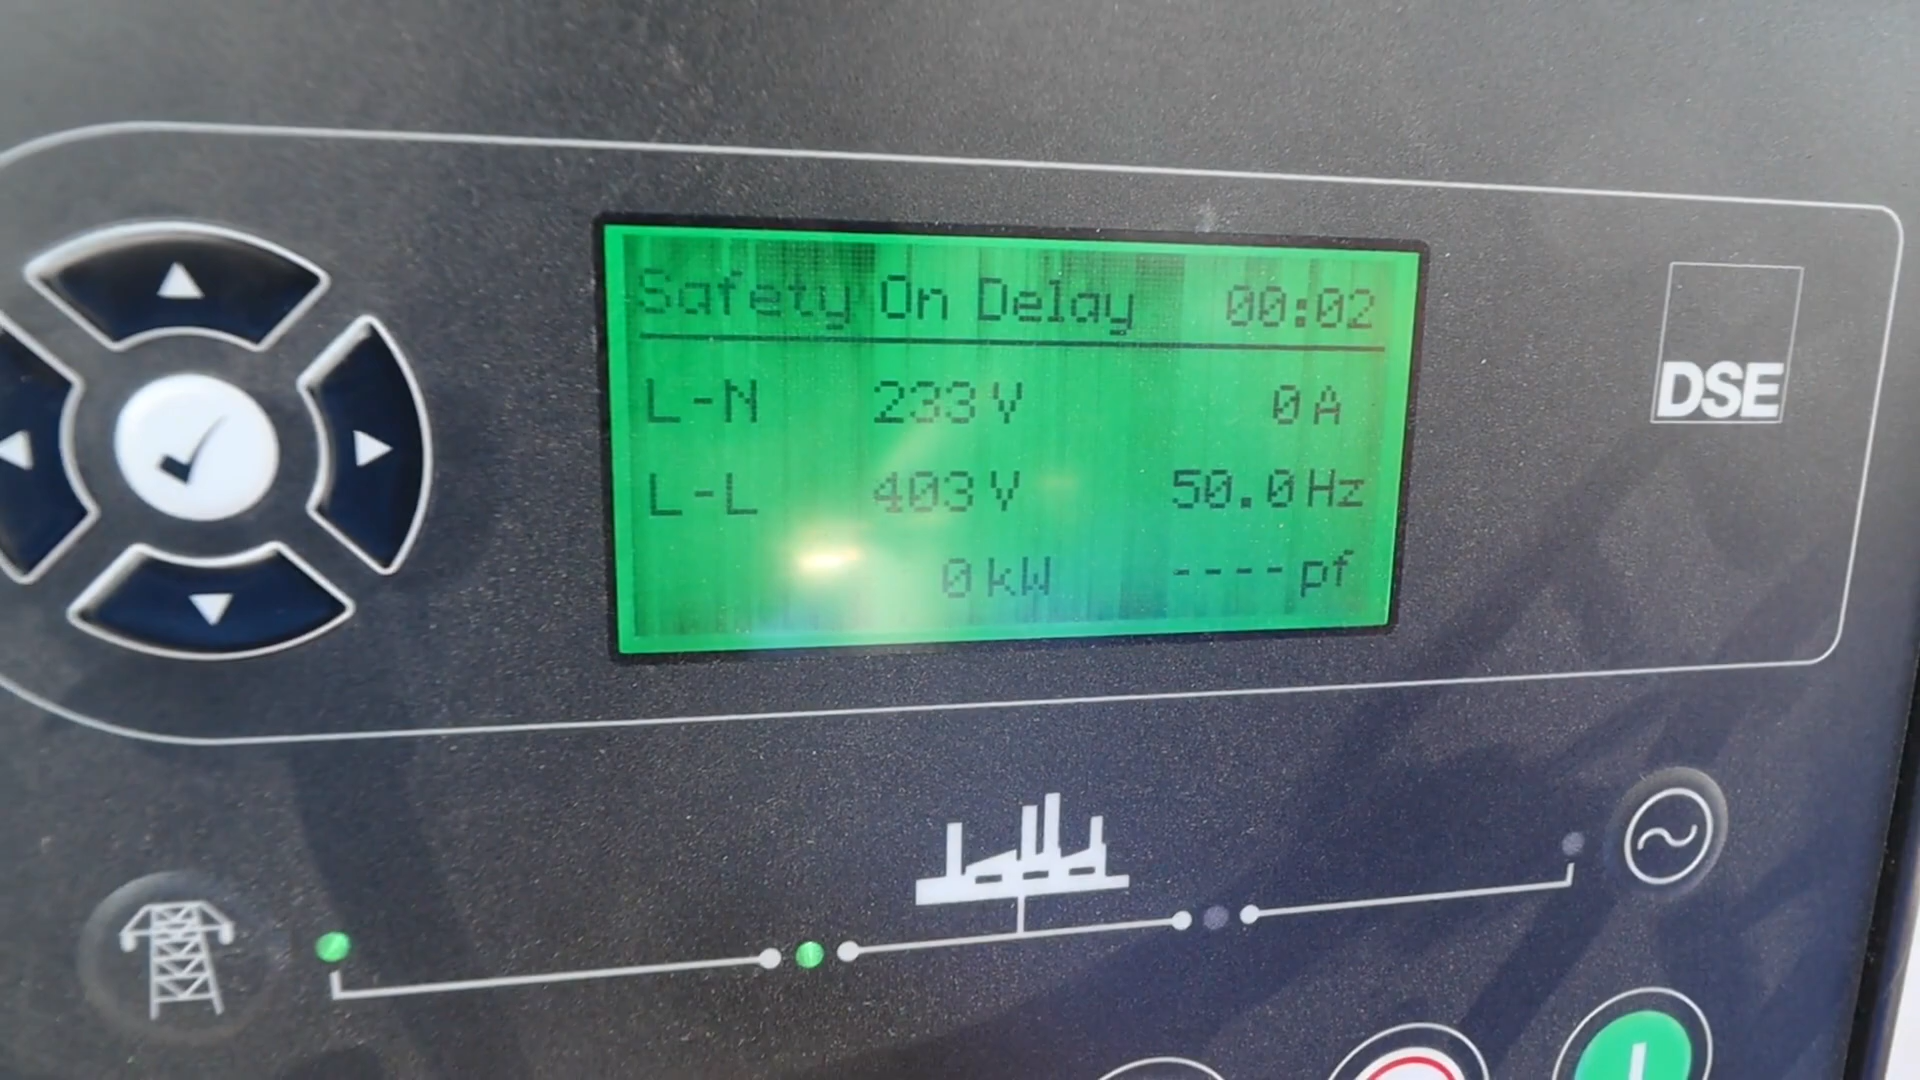 Safety On Delay 00:02
L-N 233 V 0 A
L-L 403 V 50.0 Hz
0 kW ---- pf
DSE